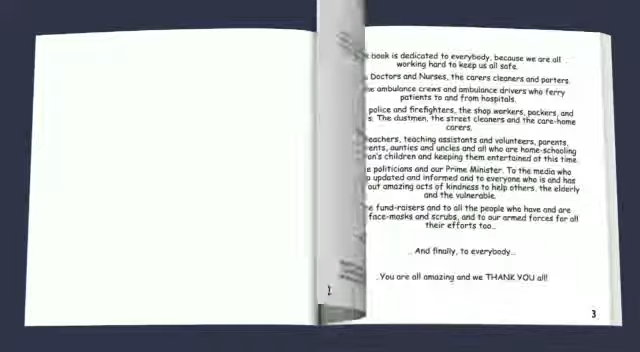 book is dedicated to everybody, because we are all
working hard to keep us all safe.
Doctors and Nurses, the carers cleaners and porters.
ambulance crews and ambulance drivers who ferry
patients to and from hospitals.
police and firefighters, the shop workers, packers, and
The dustmen, the street cleaners and the care-home
carers.
teachers, teaching assistants and volunteers, parents,
aunties and uncles and all who are home-schooling
children and keeping them entertained at this time.
politicians and our Prime Minister. To the media who
updated and informed and to everyone who is and has
out amazing acts of kindness to help others, the elderly
and the vulnerable.
fund-raisers and to all the people who have and are
face-masks and scrubs, and to our armed forces for all
their efforts too...
... And finally, to everybody...
...You are all amazing and we THANK YOU all!
2
3